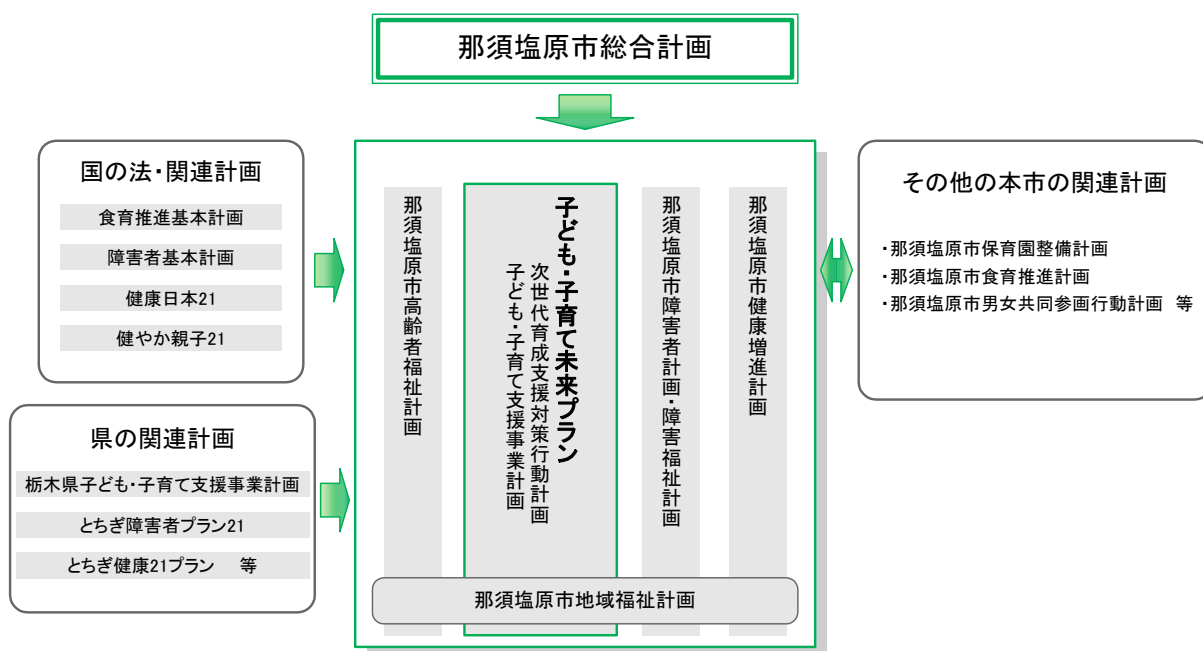 那須塩原市総合計画
国の法・関連計画
食育推進基本計画
障害者基本計画
健康日本21
健やか親子21
県の関連計画
栃木県子ども・子育て支援事業計画
とちぎ障害者プラン21
とちぎ健康21プラン　等
那須塩原市高齢者福祉計画
子ども・子育て未来プラン
次世代育成支援対策行動計画
子ども・子育て支援事業計画
那須塩原市障害者計画・障害福祉計画
那須塩原市健康増進計画
那須塩原市地域福祉計画
その他の本市の関連計画
・那須塩原市保育園整備計画
・那須塩原市食育推進計画
・那須塩原市男女共同参画行動計画　等